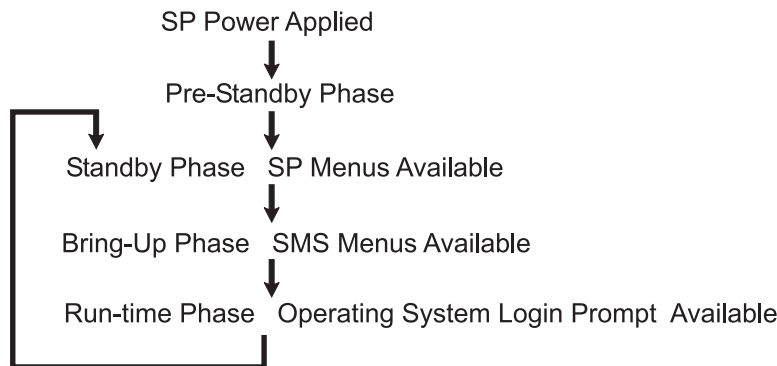 SP Power Applied
Pre-Standby Phase
Standby Phase SP Menus Available
Bring-Up Phase SMS Menus Available
Run-time Phase Operating System Login Prompt Available